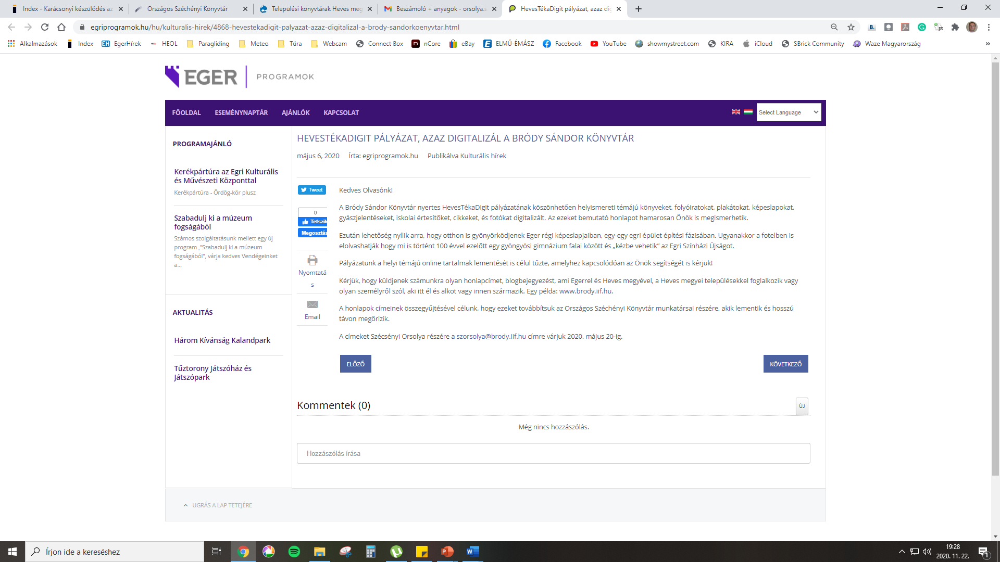 Index - Karácsonyi készülődés az
Országos Széchényi Könyvtár
Települési könyvtárak Heves meg
Beszámoló + anyagok - orsolya.s
HevesTékaDigit pályázat, azaz dig
egriprogramok.hu/hu/kulturalis-hirek/4868-hevestekadigit-palyazat-azaz-digitalizal-a-brody-sandorkoenyvtar.html
Alkalmazások Index EgerHírek HEOL Paragliding Meteo Túra Webcam Connect Box nCore eBay ELMŰ-ÉMÁSZ Facebook YouTube showmystreet.com KIRA iCloud SBrick Community Waze Magyarország »
EGER PROGRAMOK
FŐOLDAL ESEMÉNYNAPTÁR AJÁNLÓK KAPCSOLAT Select Language
PROGRAMAJÁNLÓ
Kerékpártúra az Egri Kulturális
és Művészeti Központtal
Kerékpártúra - Ördög-kör plusz
Szabadulj ki a múzeum
fogságából
Számos szolgáltatásunk mellett egy új
program ,"Szabadulj ki a múzeum
fogságából", várja kedves Vendégeinket
a...
AKTUALITÁS
Három Kívánság Kalandpark
Tűztorony Játszóház és
Játszópark
HEVESTÉKADIGIT PÁLYÁZAT, AZAZ DIGITALIZÁL A BRÓDY SÁNDOR KÖNYVTÁR
május 6, 2020 Írta: egriprogramok.hu Publikálva Kulturális hírek
Tweet
0
Tetszik
Megosztás
Nyomtatá
s
Email
Kedves Olvasónk!
A Bródy Sándor Könyvtár nyertes HevesTékaDigit pályázatának köszönhetően helyismereti témájú könyveket, folyóiratokat, plakátokat, képeslapokat,
gyászjelentéseket, iskolai értesítőket, cikkeket, és fotókat digitalizált. Az ezeket bemutató honlapot hamarosan Önök is megismerhetik.
Ezután lehetőség nyílik arra, hogy otthon is gyönyörködjenek Eger régi képeslapjaiban, egy-egy egri épület építési fázisában. Ugyanakkor a fotelben is
elolvashatják hogy mi is történt 100 évvel ezelőtt egy gyöngyösi gimnázium falai között és „kézbe vehetik” az Egri Színházi Újságot.
Pályázatunk a helyi témájú online tartalmak lementését is célul tűzte, amelyhez kapcsolódóan az Önök segítségét is kérjük!
Kérjük, hogy küldjenek számunkra olyan honlapcímet, blogbejegyezést, ami Egerrel és Heves megyével, a Heves megyei településekkel foglalkozik vagy
olyan személyről szól, aki itt él és alkot vagy innen származik. Egy példa: www.brody.iif.hu.
A honlapok címeinek összegyűjtésével célunk, hogy ezeket továbbítsuk az Országos Széchényi Könyvtár munkatársai részére, akik lementik és hosszú
távon megőrizik.
A címeket Szécsényi Orsolya részére a szorsolya@brody.iif.hu címre várjuk 2020. május 20-ig.
ELŐZŐ KÖVETKEZŐ
Kommentek (0) ÚJ
Még nincs hozzászólás.
Hozzászólás írása
UGRÁS A LAP TETEJÉRE
Írjon ide a kereséshez
19:28
2020. 11. 22.
1